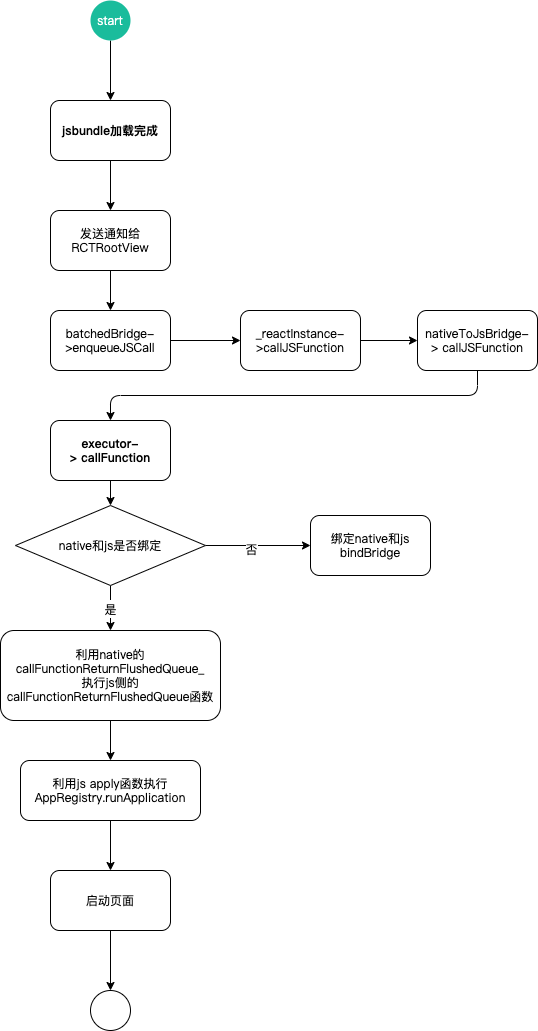 start
jsbundle加载完成
发送通知给
RCTRootView
batchedBridge-
>enqueueJSCall
_reactInstance-
>callJSFunction
nativeToJsBridge-
> callJSFunction
executor-
> callFunction
native和js是否绑定
否
绑定native和js
bindBridge
是
利用native的
callFunctionReturnFlushedQueue_
执行js侧的
callFunctionReturnFlushedQueue函数
利用js apply函数执行
AppRegistry.runApplication
启动页面